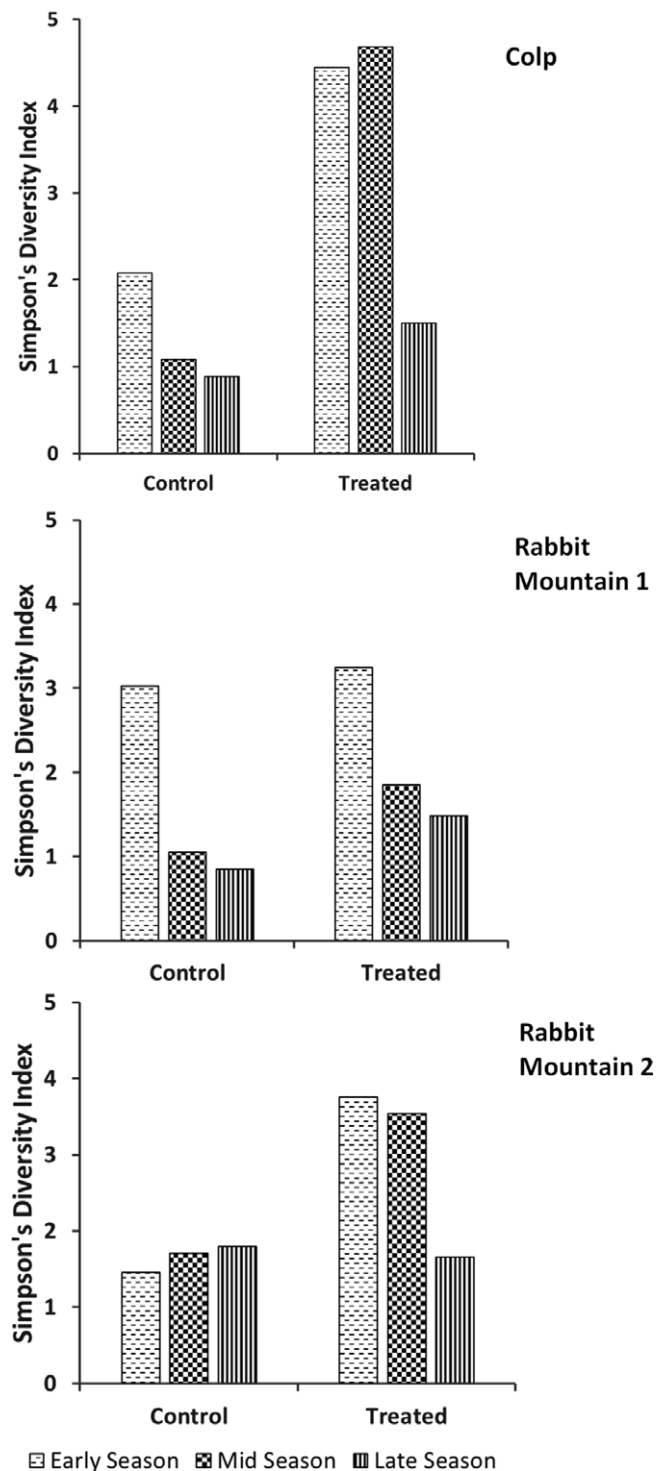 Colp
Simpson's Diversity Index
5
4
3
2
1
0
Control Treated
Rabbit
Mountain 1
Simpson's Diversity Index
5
4
3
2
1
0
Control Treated
Rabbit
Mountain 2
Simpson's Diversity Index
5
4
3
2
1
0
Control Treated
Early Season Mid Season Late Season